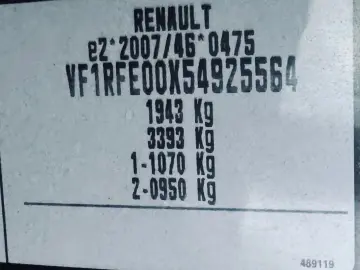 RENAULT
e2*2007/46*0475
VF1RFE00X54925564
1943 Kg
3393 Kg
1-1070 Kg
2-0950 Kg
489119